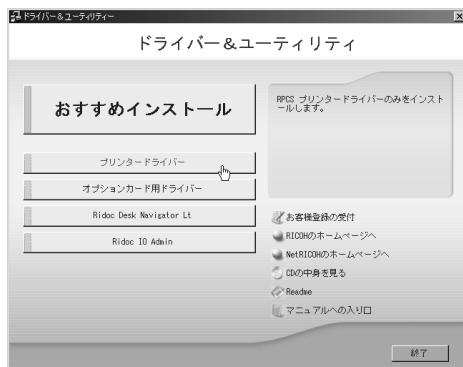 ドライバー&ユーティリティー
ドライバー&ユーティリティ
おすすめインストール
プリンタードライバー
オプションカード用ドライバー
Ridoc Desk Navigator Lt
Ridoc IO Admin
RPCS プリンタードライバーのみをインスト
ールします。
お客様登録の受付
RICOHのホームページへ
NetRICOHのホームページへ
CDの中身を見る
Readme
マニュアルへの入り口
終了